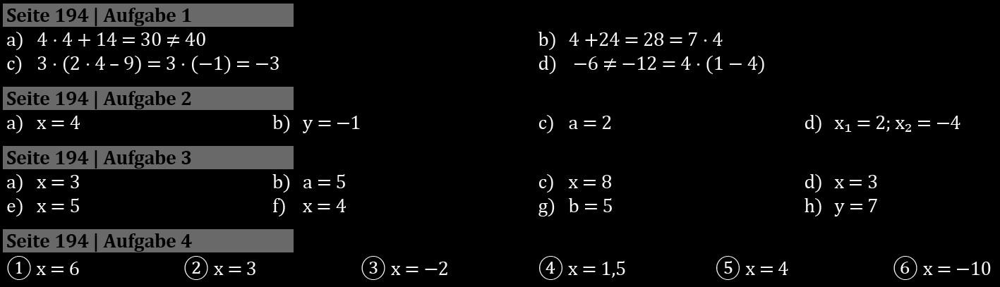 Seite 194 | Aufgabe 1
a) 4 · 4 + 14 = 30 ≠ 40 b) 4 +24 = 28 = 7 · 4
c) 3 · (2 · 4 – 9) = 3 · (−1) = −3 d) −6 ≠ −12 = 4 · (1 − 4)
Seite 194 | Aufgabe 2
a) x = 4 b) y = −1 c) a = 2 d) x₁ = 2; x₂ = −4
Seite 194 | Aufgabe 3
a) x = 3 b) a = 5 c) x = 8 d) x = 3
e) x = 5 f) x = 4 g) b = 5 h) y = 7
Seite 194 | Aufgabe 4
① x = 6 ② x = 3 ③ x = −2 ④ x = 1,5 ⑤ x = 4 ⑥ x = −10